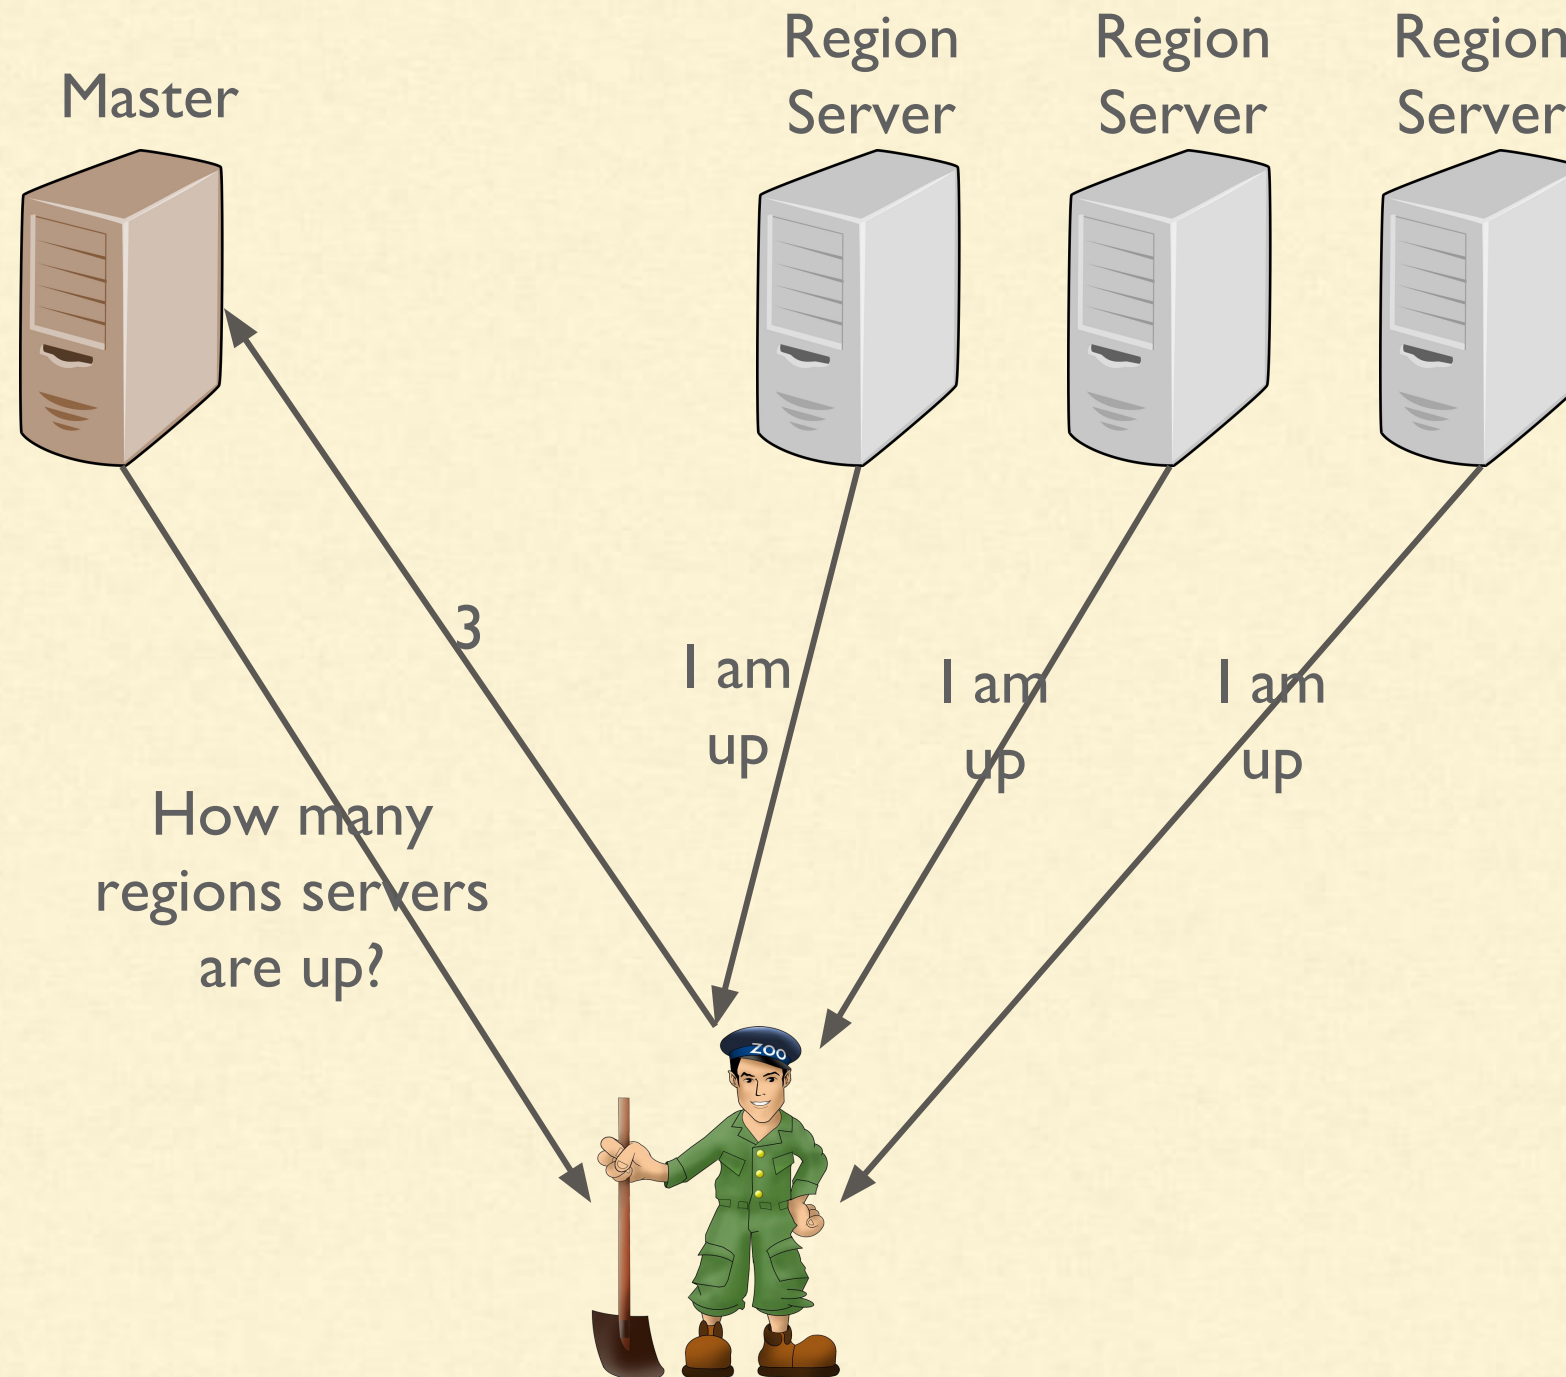 Master
Region
Server
Region
Server
Region
Server
3
I am
up
I am
up
I am
up
How many
regions servers
are up?
ZOO